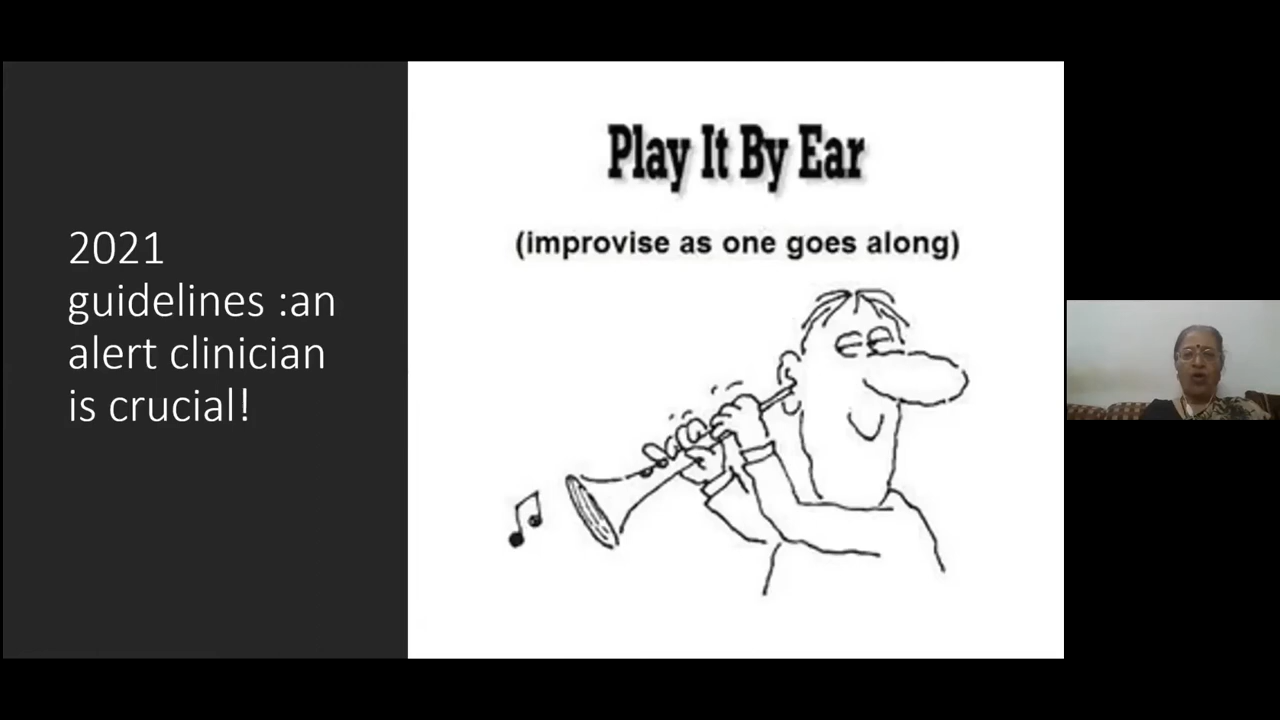 2021
guidelines :an
alert clinician
is crucial!
Play It By Ear
(improvise as one goes along)